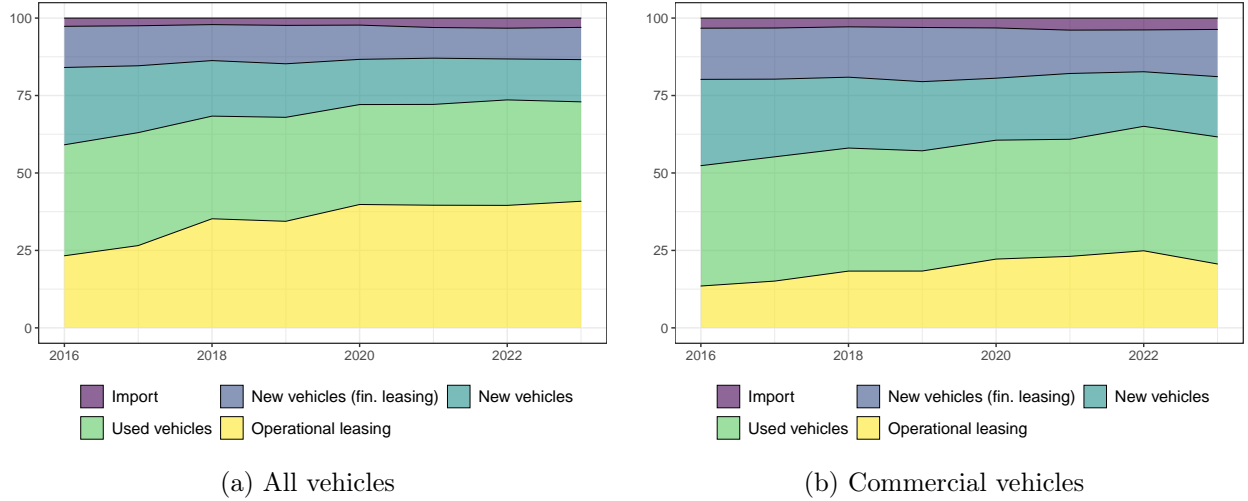 100
75
50
25
0
2016 2018 2020 2022
Import New vehicles (fin. leasing) New vehicles
Used vehicles Operational leasing
(a) All vehicles
100
75
50
25
0
2016 2018 2020 2022
Import New vehicles (fin. leasing) New vehicles
Used vehicles Operational leasing
(b) Commercial vehicles